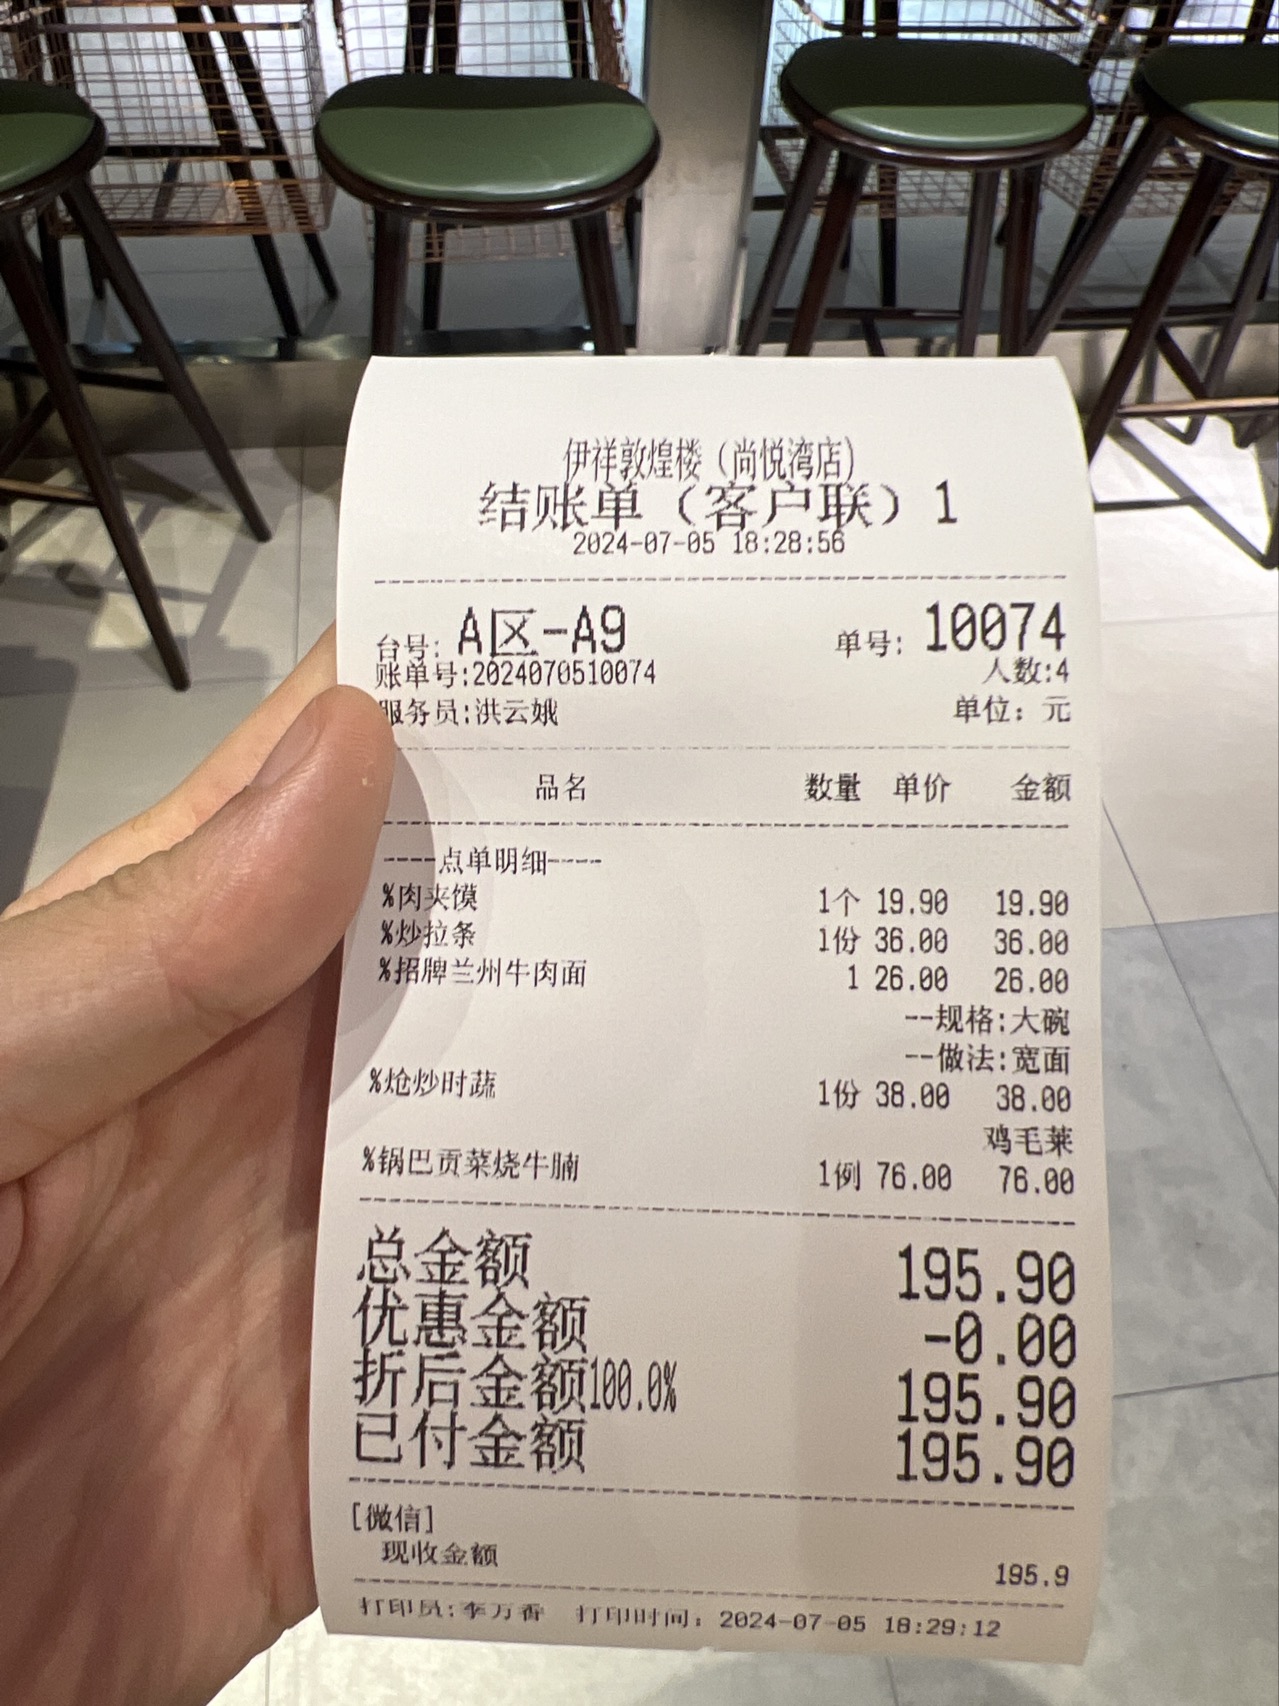 伊祥敦煌楼（尚悦湾店）
结账单（客户联）1
2024-07-05 18:28:56
台号: A区-A9 单号: 10074
账单号:2024070510074 人数:4
服务员:洪云娥 单位: 元
品名 数量 单价 金额
----点单明细----
%肉夹馍 1个 19.90 19.90
%炒拉条 1份 36.00 36.00
%招牌兰州牛肉面 1 26.00 26.00
--规格:大碗
--做法:宽面
%炝炒时蔬 1份 38.00 38.00
鸡毛菜
%锅巴贡菜烧牛腩 1例 76.00 76.00
总金额 195.90
优惠金额 -0.00
折后金额100.0% 195.90
已付金额 195.90
[微信]
现收金额 195.9
打印员:李万香 打印时间: 2024-07-05 18:29:12